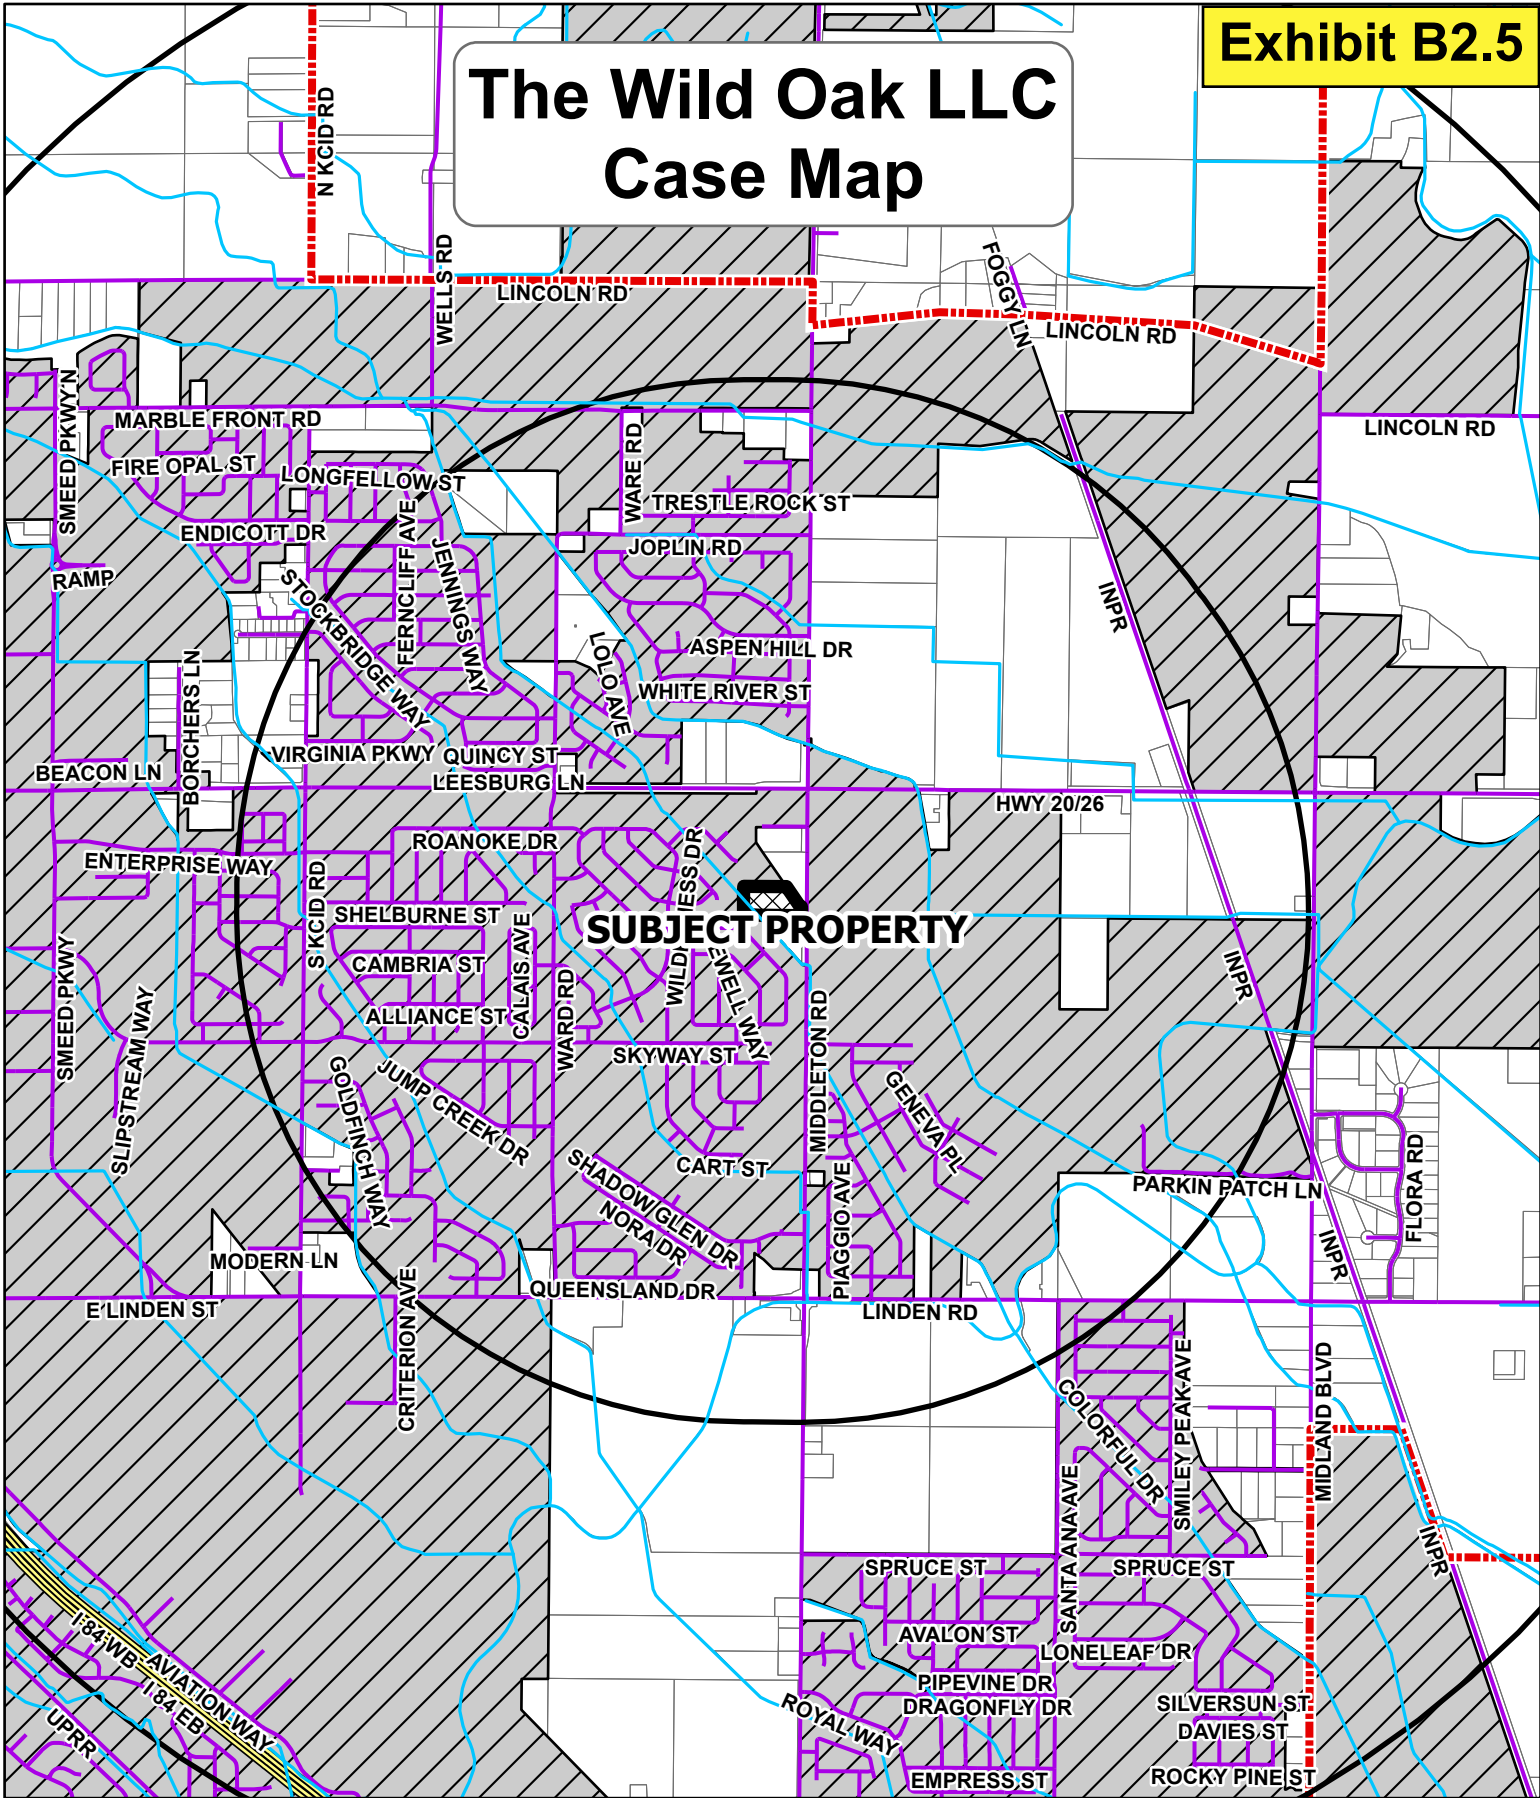 Exhibit B2.5
The Wild Oak LLC
Case Map
N KCID RD
WELLS RD
LINCOLN RD
FOGGY LN
LINCOLN RD
SMEED PKWY N
MARBLE FRONT RD
LINCOLN RD
FIRE OPAL ST
LONGFELLOW ST
WARE RD
TRESTLE ROCK ST
ENDICOTT DR
FERNCLIFF AVE
JENNINGS WAY
JOPLIN RD
RAMP
STOCKBRIDGE WAY
INPR
LOLO AVE
ASPEN HILL DR
BORCHERS LN
WHITE RIVER ST
VIRGINIA PKWY
QUINCY ST
BEACON LN
LEESBURG LN
HWY 20/26
ROANOKE DR
ENTERPRISE WAY
S KCID RD
SHELBURNE ST
CALAIS AVE
SUBJECT PROPERTY
CAMBRIA ST
INPR
SMEED PKWY
SLIPSTREAM WAY
ALLIANCE ST
WARD RD
EWELL WAY
MIDDLETON RD
SKYWAY ST
GOLDFINCH WAY
JUMP CREEK DR
GENEVA PL
CART ST
SHADOWGLEN DR
PIAGGIO AVE
PARKIN PATCH LN
FLORA RD
NORA DR
MODERN LN
INPR
CRITERION AVE
QUEENSLAND DR
E LINDEN ST
LINDEN RD
MIDLAND BLVD
COLORFUL DR
SMILEY PEAK AVE
SANTA ANA AVE
INPR
SPRUCE ST
SPRUCE ST
AVALON ST
LONELEAF DR
I 84 WB
AVIATION WAY
I 84 EB
UPRR
PIPEVINE DR
DRAGONFLY DR
ROYAL WAY
SILVERSUN ST
DAVIES ST
EMPRESS ST
ROCKY PINE ST